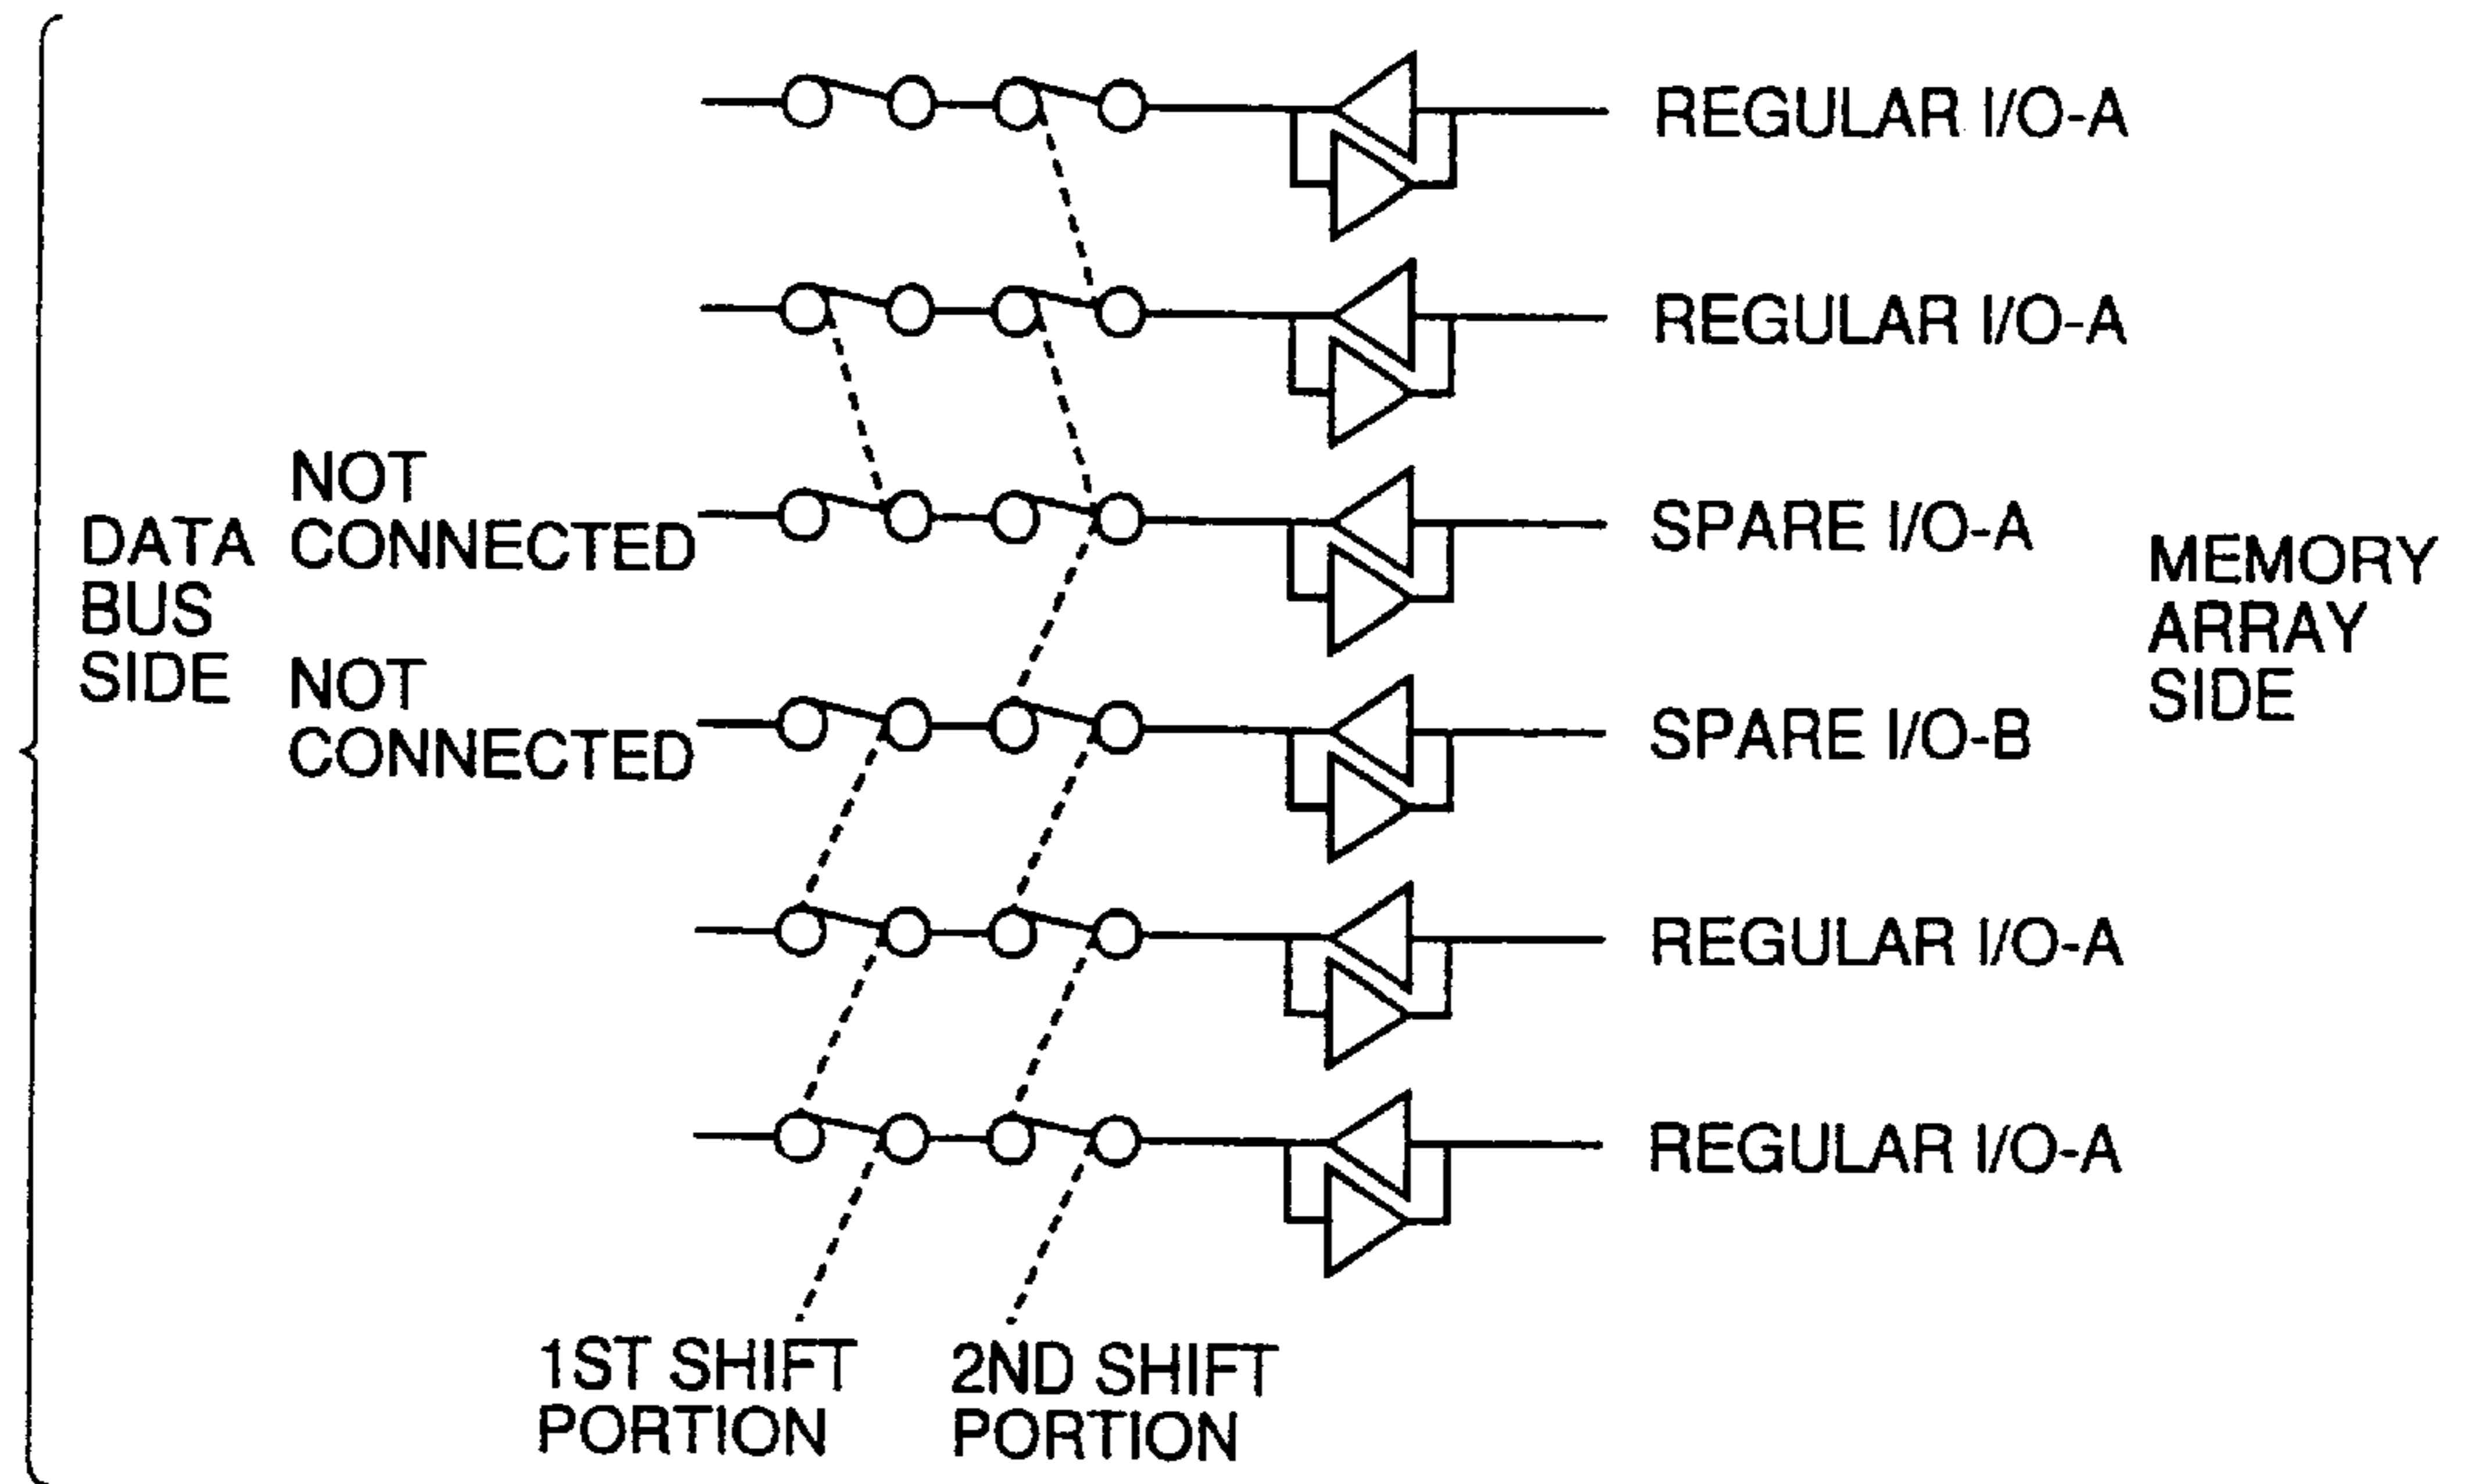 REGULAR I/O-A
REGULAR I/O-A
NOT
CONNECTED
SPARE I/O-A
DATA
BUS
SIDE
MEMORY
ARRAY
SIDE
NOT
CONNECTED
SPARE I/O-B
REGULAR I/O-A
REGULAR I/O-A
1ST SHIFT
PORTION
2ND SHIFT
PORTION